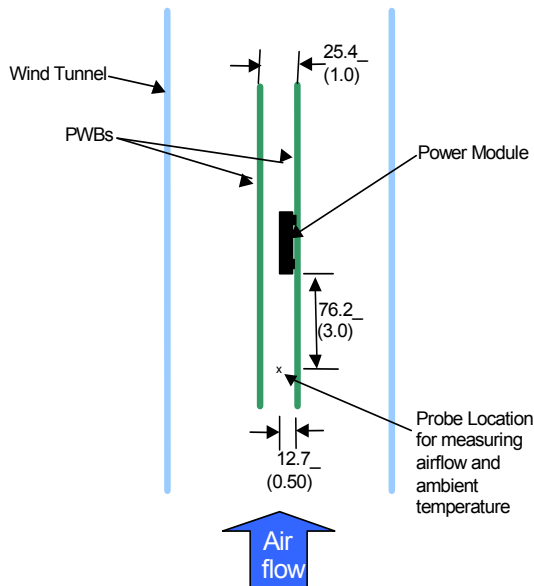 25.4_
(1.0)
Wind Tunnel
PWBs
Power Module
76.2_
(3.0)
x
Probe Location
for measuring
airflow and
ambient
temperature
12.7_
(0.50)
Air
flow